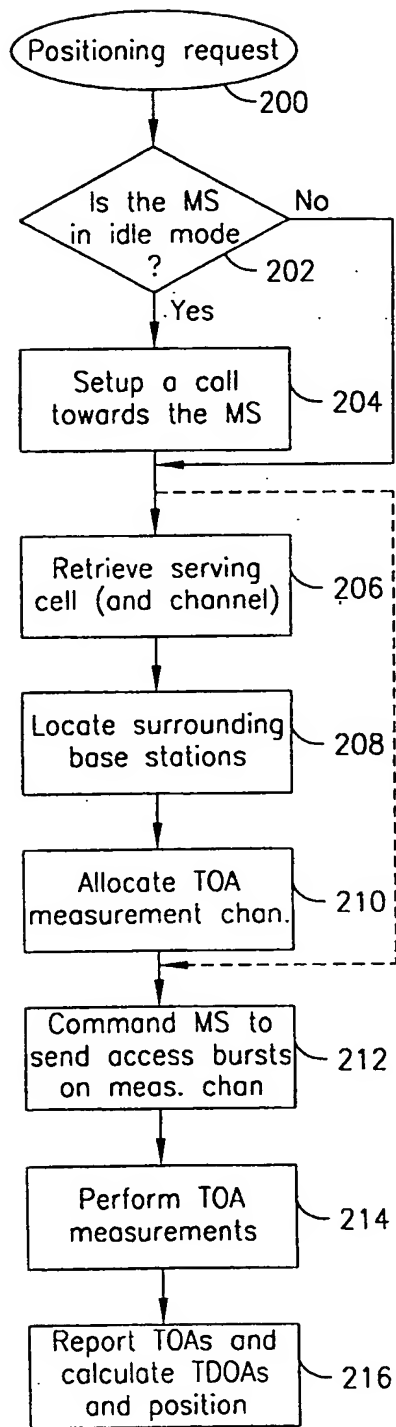 Positioning request
200
Is the MS
in idle mode
?
No
202
Yes
Setup a call
towards the MS
204
Retrieve serving
cell (and channel)
206
Locate surrounding
base stations
208
Allocate TOA
measurement chan.
210
Command MS to
send access bursts
on meas. chan
212
Perform TOA
measurements
214
Report TOAs and
calculate TDOAs
and position
216